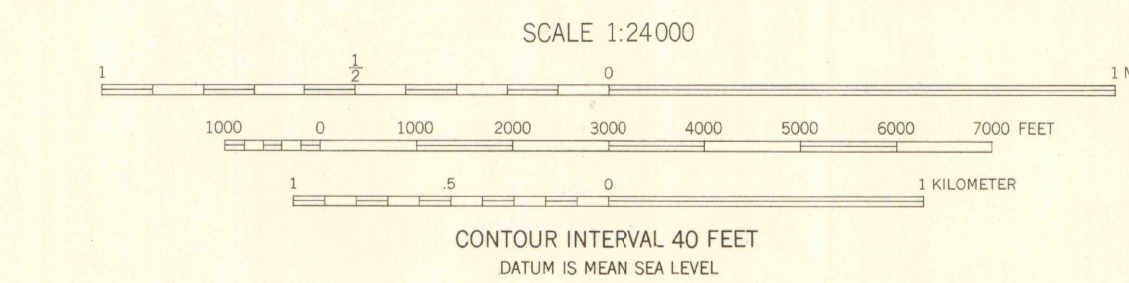 SCALE 1:24000
1 1/2 0 1 M
1000 0 1000 2000 3000 4000 5000 6000 7000 FEET
1 .5 0 1 KILOMETER
CONTOUR INTERVAL 40 FEET
DATUM IS MEAN SEA LEVEL